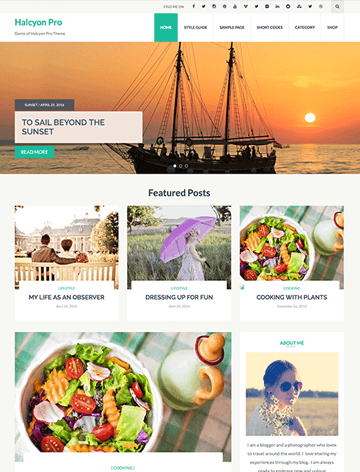 FIND ME ON
Halcyon Pro
Demo of Halcyon Pro Theme
HOME STYLE GUIDE SAMPLE PAGE SHORT CODES CATEGORY SHOP
SUNSET / APRIL 29, 2016
TO SAIL BEYOND THE
SUNSET
READ MORE
Featured Posts
LIFESTYLE
MY LIFE AS AN OBSERVER
April 26, 2016
LIFESTYLE
DRESSING UP FOR FUN
April 24, 2016
COOKING
COOKING WITH PLANTS
September 26, 2016
COOKING /
ABOUT ME
I am a blogger and a photographer who loves
to travel around the world. I love sharing my
experiences through my blog. I am always
ready to embrace new and unique